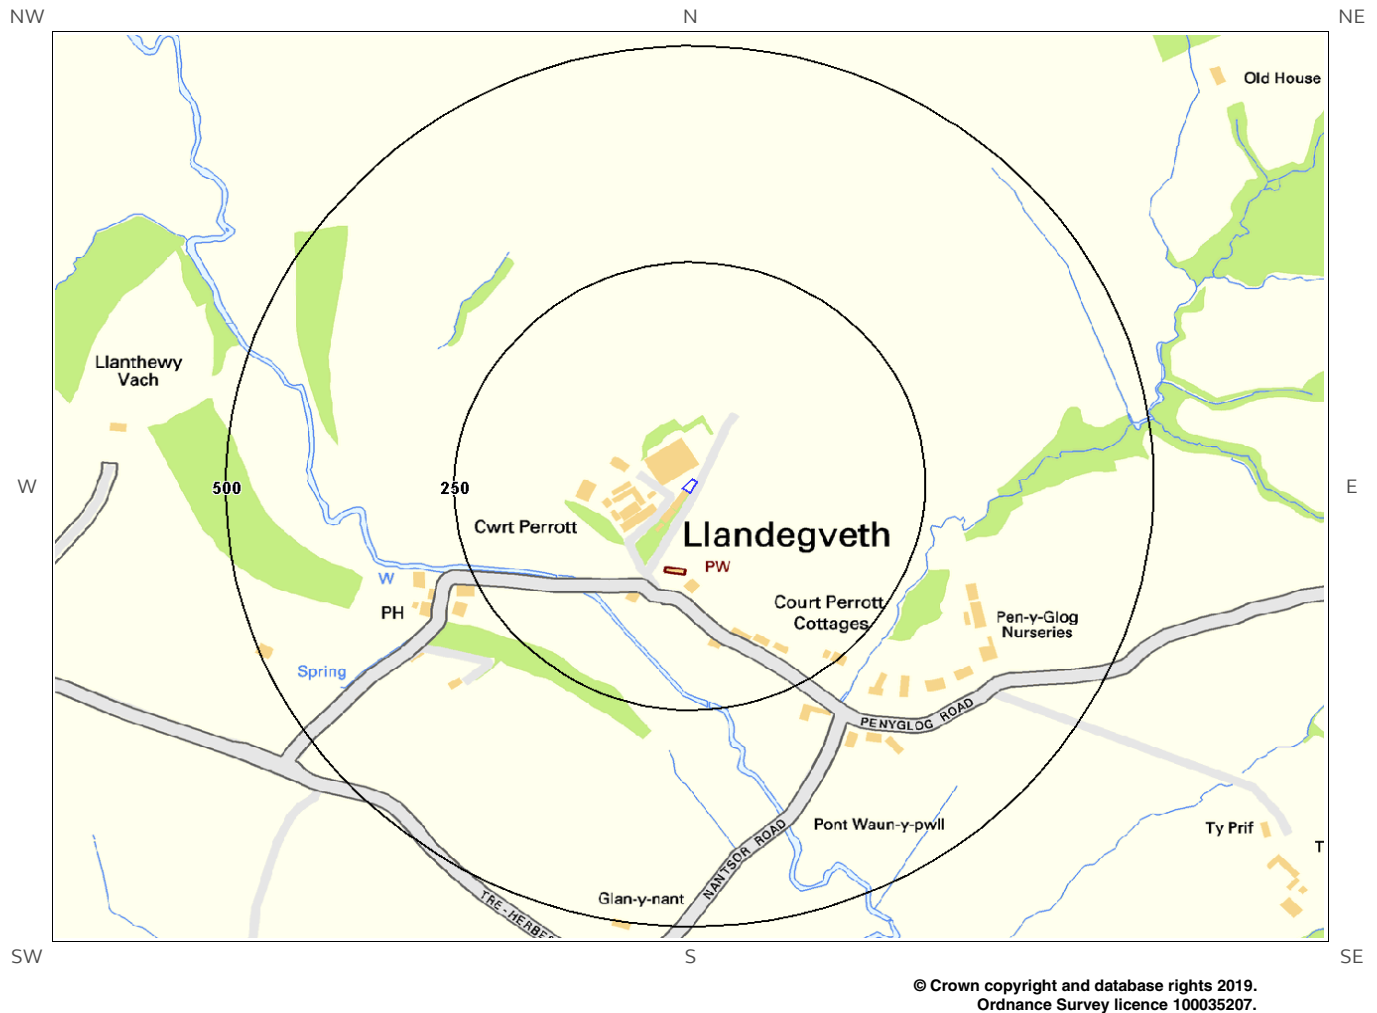 NW
N
NE
Old House
Llanthewy
Vach
W
500
250
E
Cwrt Perrott
Llandegveth
PW
W
PH
Court Perrott
Cottages
Pen-y-Glog
Nurseries
Spring
PENYGLOG ROAD
Pont Waun-y-pwll
NANTSOR ROAD
Ty Prif
T
Glan-y-nant
TRE-HERBE
SW
S
SE
© Crown copyright and database rights 2019.
Ordnance Survey licence 100035207.